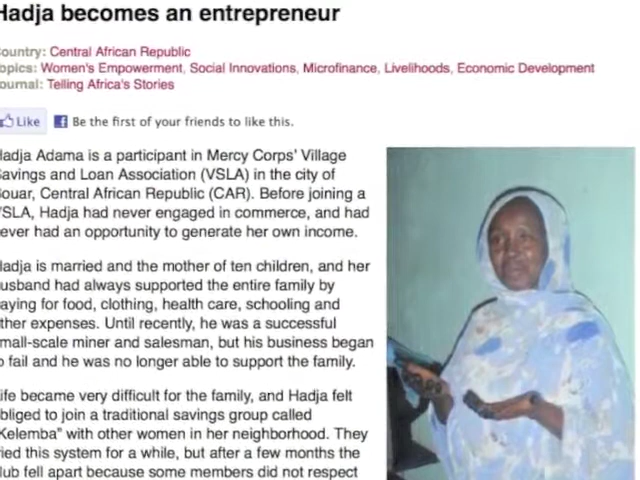 Hadja becomes an entrepreneur
ountry: Central African Republic
opics: Women's Empowerment, Social Innovations, Microfinance, Livelihoods, Economic Development
ournal: Telling Africa's Stories
Like Be the first of your friends to like this.
Hadja Adama is a participant in Mercy Corps' Village
Savings and Loan Association (VSLA) in the city of
Bouar, Central African Republic (CAR). Before joining a
VSLA, Hadja had never engaged in commerce, and had
ever had an opportunity to generate her own income.
Hadja is married and the mother of ten children, and her
usband had always supported the entire family by
aying for food, clothing, health care, schooling and
ther expenses. Until recently, he was a successful
mall-scale miner and salesman, but his business began
o fail and he was no longer able to support the family.
ife became very difficult for the family, and Hadja felt
bliged to join a traditional savings group called
"Kelemba" with other women in her neighborhood. They
ried this system for a while, but after a few months the
lub fell apart because some members did not respect